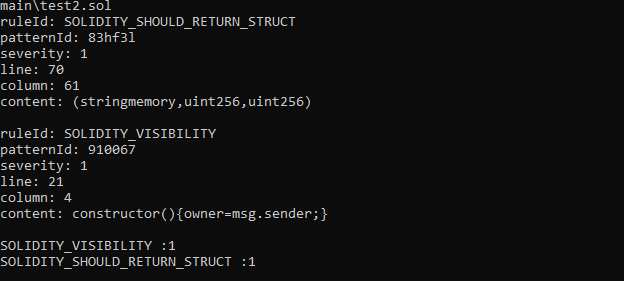 main\test2.sol
ruleId: SOLIDITY_SHOULD_RETURN_STRUCT
patternId: 83hf3l
severity: 1
line: 70
column: 61
content: (stringmemory,uint256,uint256)
ruleId: SOLIDITY_VISIBILITY
patternId: 910067
severity: 1
line: 21
column: 4
content: constructor(){owner=msg.sender;}
SOLIDITY_VISIBILITY :1
SOLIDITY_SHOULD_RETURN_STRUCT :1